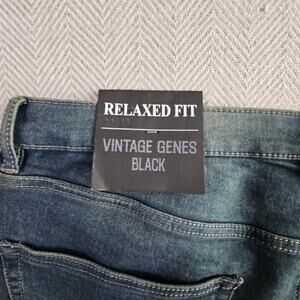 RELAXED FIT
VINTAGE GENES
BLACK